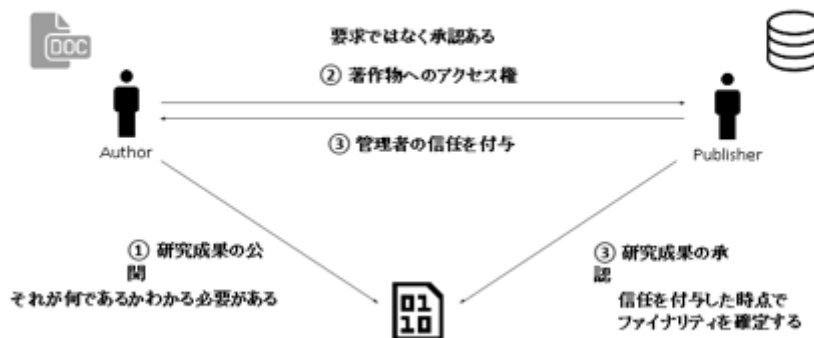 DOC
要求ではなく承認ある
② 著作物へのアクセス権
③ 管理者の信任を付与
Author
Publisher
① 研究成果の公
開
それが何であるかわかる必要がある
③ 研究成果の承
認
信任を付与した時点で
ファイナリティを確定する
01
10